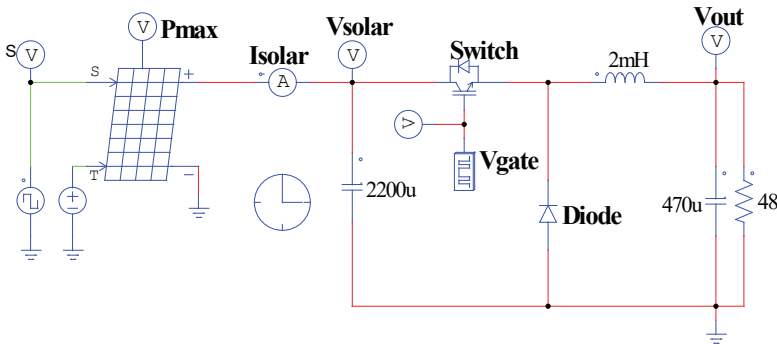 S
V
V
Pmax
Isolar
Vsolar
V
Switch
2mH
Vout
V
S
+
A
V
T
−
Vgate
2200u
Diode
470u
48